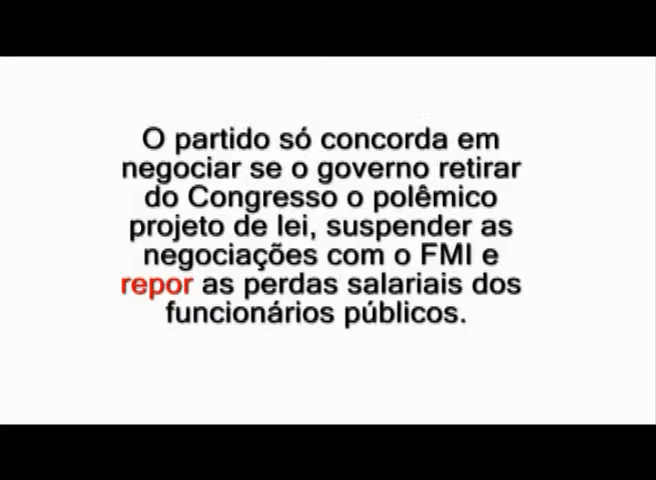 O partido só concorda em
negociar se o governo retirar
do Congresso o polêmico
projeto de lei, suspender as
negociações com o FMI e
repor as perdas salariais dos
funcionários públicos.